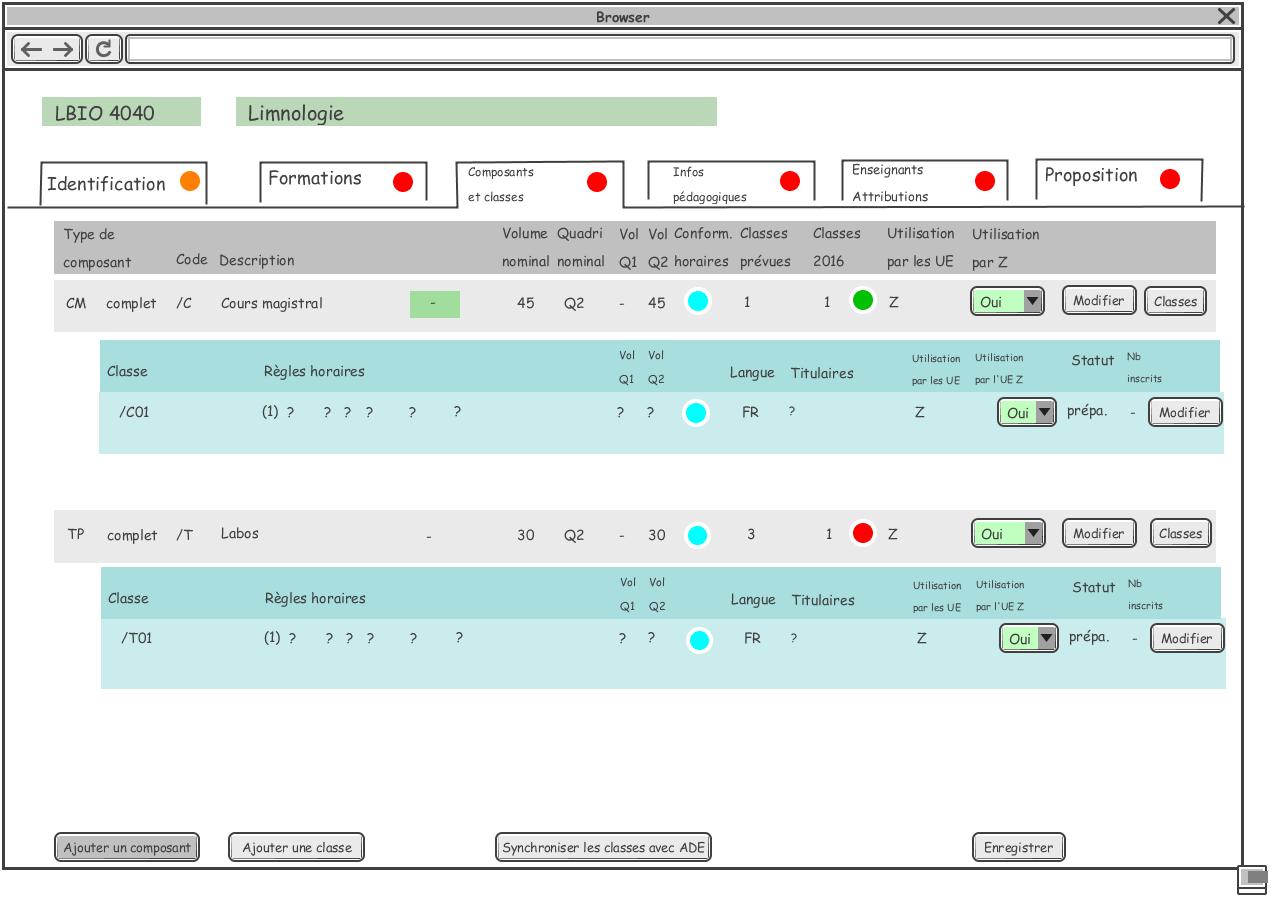 Browser
LBIO 4040 Limnologie
Identification Formations Composants et classes Infos pédagogiques Enseignants Attributions Proposition
Type de composant Code Description Volume nominal Quadri nominal Vol Q1 Vol Q2 Conform. horaires Classes prévues Classes 2016 Utilisation par les UE Utilisation par Z
CM complet /C Cours magistral - 45 Q2 - 45 1 1 Z Oui Modifier Classes
Classe Règles horaires Vol Q1 Vol Q2 Langue Titulaires Utilisation par les UE Utilisation par l'UE Z Statut Nb inscrits
/C01 (1) ? ? ? ? ? ? ? ? FR ? Z Oui prépa. - Modifier
TP complet /T Labos - 30 Q2 - 30 3 1 Z Oui Modifier Classes
Classe Règles horaires Vol Q1 Vol Q2 Langue Titulaires Utilisation par les UE Utilisation par l'UE Z Statut Nb inscrits
/T01 (1) ? ? ? ? ? ? ? ? FR ? Z Oui prépa. - Modifier
Ajouter un composant Ajouter une classe Synchroniser les classes avec ADE Enregistrer